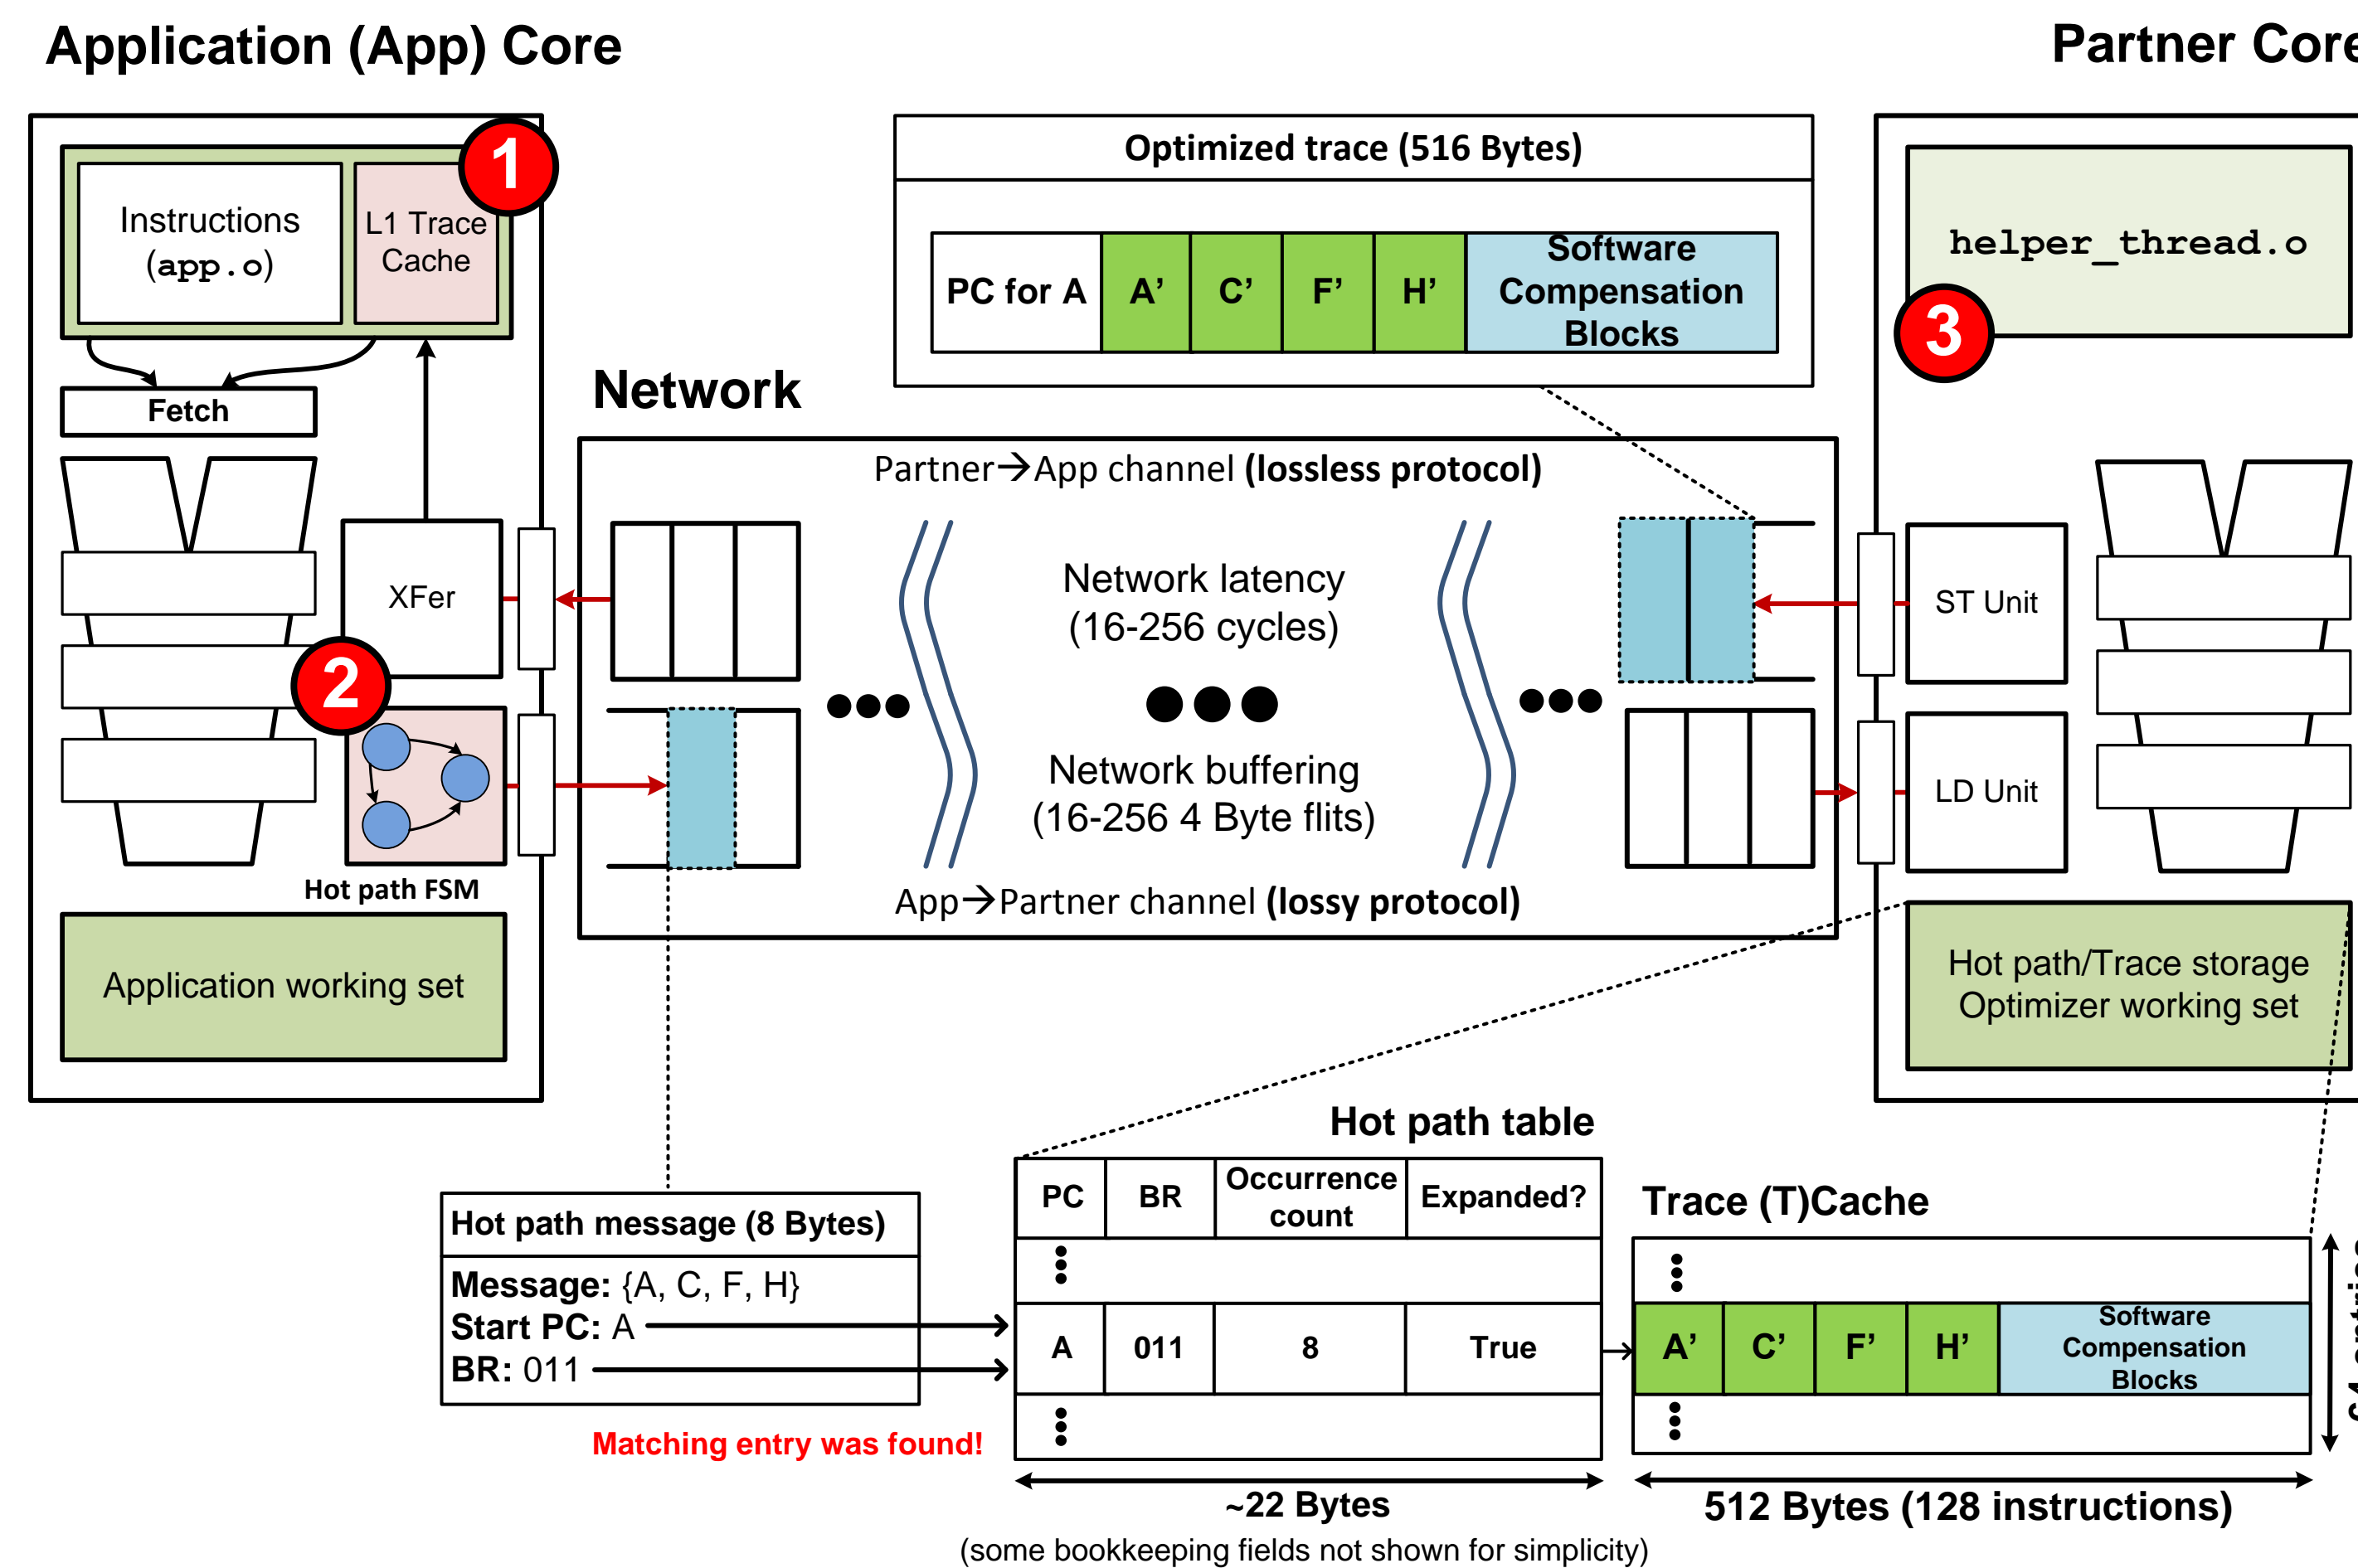 Application (App) Core
Partner Core
1
Instructions
(app.o)
L1 Trace
Cache
Fetch
XFer
2
Hot path FSM
Application working set
Network
Optimized trace (516 Bytes)
PC for A
A’
C’
F’
H’
Software
Compensation
Blocks
Partner→App channel (lossless protocol)
Network latency
(16-256 cycles)
Network buffering
(16-256 4 Byte flits)
App→Partner channel (lossy protocol)
helper_thread.o
3
ST Unit
LD Unit
Hot path/Trace storage
Optimizer working set
Hot path message (8 Bytes)
Message: {A, C, F, H}
Start PC: A
BR: 011
Matching entry was found!
Hot path table
PC
BR
Occurrence
count
Expanded?
A
011
8
True
~22 Bytes
(some bookkeeping fields not shown for simplicity)
Trace (T)Cache
A’
C’
F’
H’
Software
Compensation
Blocks
512 Bytes (128 instructions)